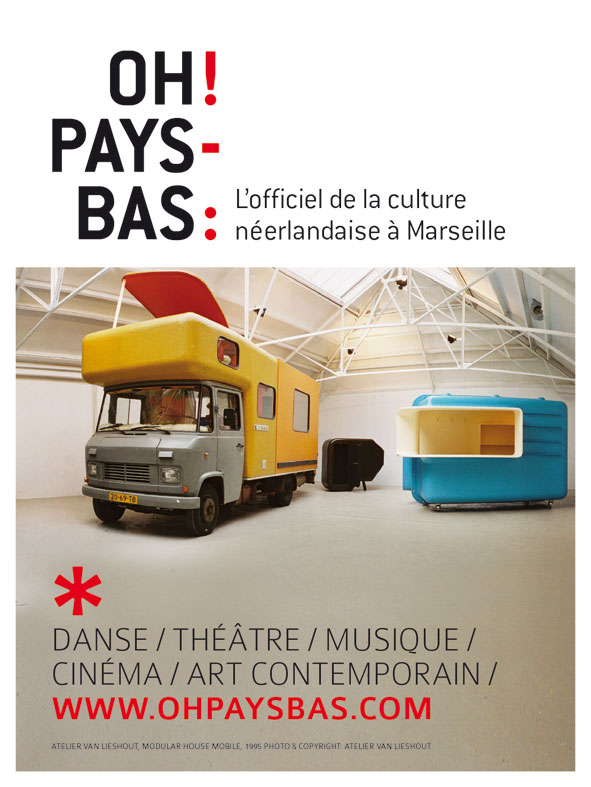 OH!
PAYS-
BAS:
L'officiel de la culture
néerlandaise à Marseille
20-69-TB
*
DANSE / THÉÂTRE / MUSIQUE /
CINÉMA / ART CONTEMPORAIN /
WWW.OHPAYSBAS.COM
ATELIER VAN LIESHOUT, MODULAR HOUSE MOBILE, 1995 PHOTO & COPYRIGHT: ATELIER VAN LIESHOUT